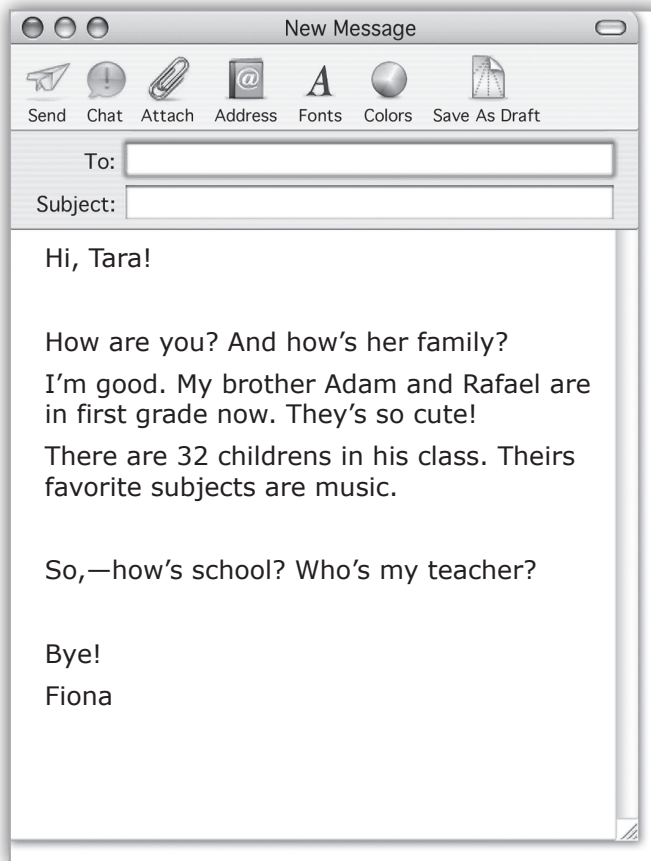 New Message
Send Chat Attach Address Fonts Colors Save As Draft
To:
Subject:
Hi, Tara!
How are you? And how’s her family?
I’m good. My brother Adam and Rafael are
in first grade now. They’s so cute!
There are 32 childrens in his class. Theirs
favorite subjects are music.
So,—how’s school? Who’s my teacher?
Bye!
Fiona